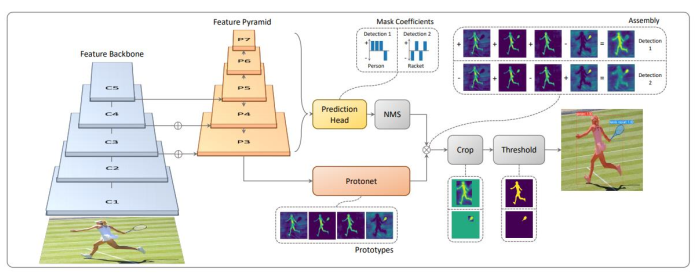 Feature Backbone
C5
C4
C3
C2
C1
Feature Pyramid
P7
P6
P5
P4
P3
Mask Coefficients
Detection 1
Detection 2
+
-
+
-
Person
Racket
Prediction
Head
NMS
Protonet
Prototypes
Assembly
+ + + - =
Detection
1
- + - + =
Detection
2
Crop
Threshold